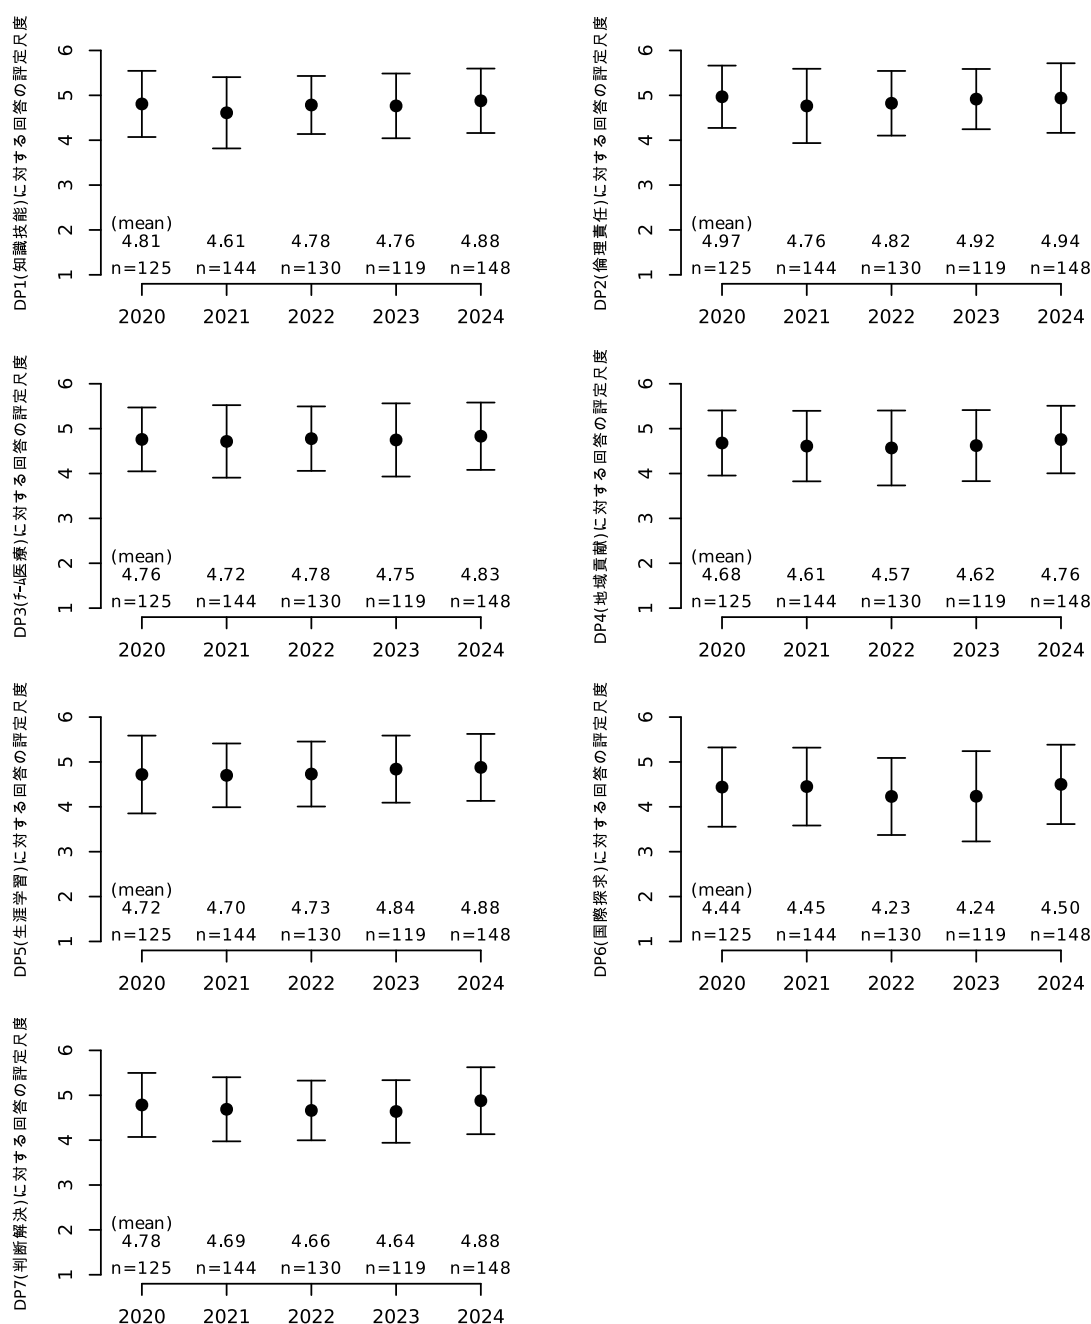 DP1(知識技能)に対する回答の評定尺度
6
5
4
3
2
1
(mean)
4.81 4.61 4.78 4.76 4.88
n=125 n=144 n=130 n=119 n=148
2020 2021 2022 2023 2024
DP2(倫理責任)に対する回答の評定尺度
6
5
4
3
2
1
(mean)
4.97 4.76 4.82 4.92 4.94
n=125 n=144 n=130 n=119 n=148
2020 2021 2022 2023 2024
DP3(ﾁｰﾑ医療)に対する回答の評定尺度
6
5
4
3
2
1
(mean)
4.76 4.72 4.78 4.75 4.83
n=125 n=144 n=130 n=119 n=148
2020 2021 2022 2023 2024
DP4(地域貢献)に対する回答の評定尺度
6
5
4
3
2
1
(mean)
4.68 4.61 4.57 4.62 4.76
n=125 n=144 n=130 n=119 n=148
2020 2021 2022 2023 2024
DP5(生涯学習)に対する回答の評定尺度
6
5
4
3
2
1
(mean)
4.72 4.70 4.73 4.84 4.88
n=125 n=144 n=130 n=119 n=148
2020 2021 2022 2023 2024
DP6(国際探求)に対する回答の評定尺度
6
5
4
3
2
1
(mean)
4.44 4.45 4.23 4.24 4.50
n=125 n=144 n=130 n=119 n=148
2020 2021 2022 2023 2024
DP7(判断解決)に対する回答の評定尺度
6
5
4
3
2
1
(mean)
4.78 4.69 4.66 4.64 4.88
n=125 n=144 n=130 n=119 n=148
2020 2021 2022 2023 2024